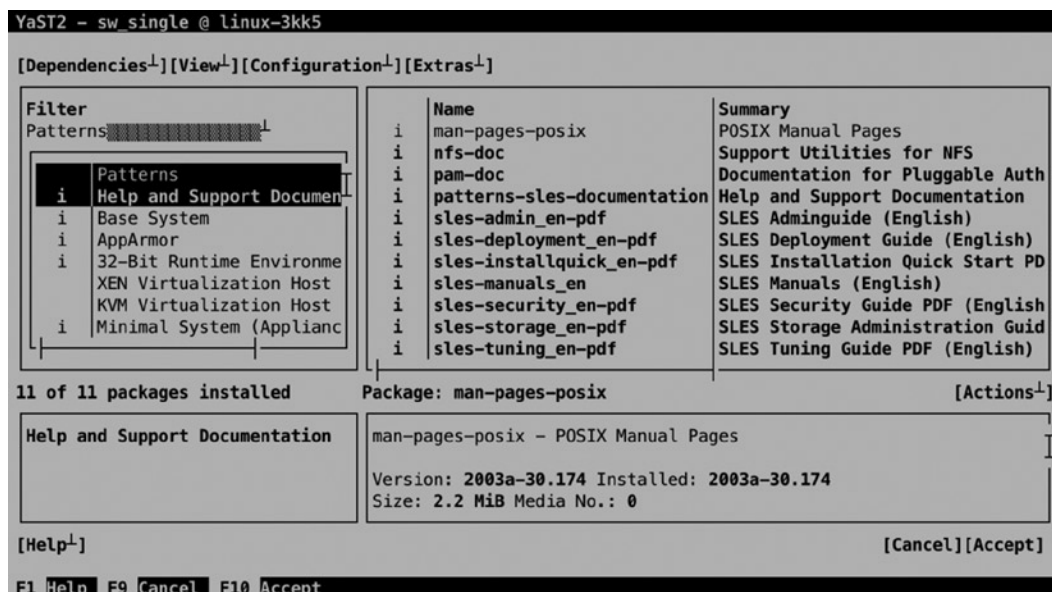 YaST2 - sw_single @ linux-3kk5
[Dependencies┴][View┴][Configuration┴][Extras┴]
Filter
Patterns
Patterns
i Help and Support Documen
i Base System
i AppArmor
i 32-Bit Runtime Environme
XEN Virtualization Host
KVM Virtualization Host
i Minimal System (Applianc
Name Summary
i man-pages-posix POSIX Manual Pages
i nfs-doc Support Utilities for NFS
i pam-doc Documentation for Pluggable Auth
i patterns-sles-documentation Help and Support Documentation
i sles-admin_en-pdf SLES Adminguide (English)
i sles-deployment_en-pdf SLES Deployment Guide (English)
i sles-installquick_en-pdf SLES Installation Quick Start PD
i sles-manuals_en SLES Manuals (English)
i sles-security_en-pdf SLES Security Guide PDF (English
i sles-storage_en-pdf SLES Storage Administration Guid
i sles-tuning_en-pdf SLES Tuning Guide PDF (English)
11 of 11 packages installed
Package: man-pages-posix [Actions┴]
Help and Support Documentation
man-pages-posix - POSIX Manual Pages
Version: 2003a-30.174 Installed: 2003a-30.174
Size: 2.2 MiB Media No.: 0
[Help┴] [Cancel][Accept]
F1 Help F9 Cancel F10 Accept